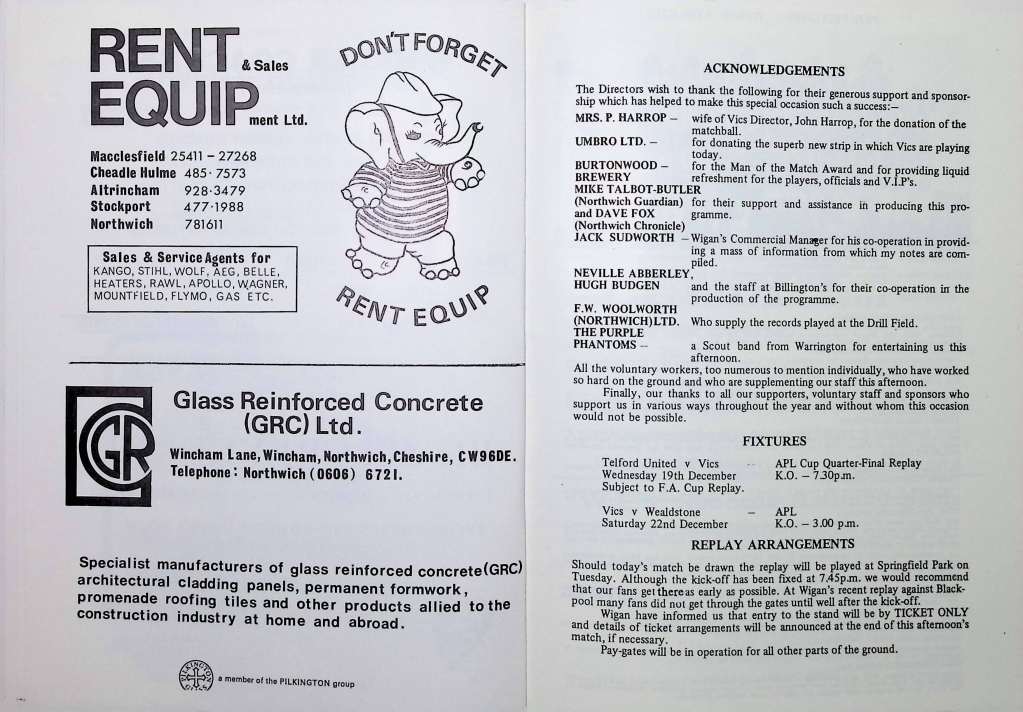 RENT & Sales
EQUIPment Ltd.
DON'T FORGET
RENT EQUIP
Macclesfield 25411 – 27268
Cheadle Hulme 485·7573
Altrincham 928·3479
Stockport 477·1988
Northwich 781611
Sales & Service Agents for
KANGO, STIHL, WOLF, AEG, BELLE,
HEATERS, RAWL, APOLLO, WAGNER,
MOUNTFIELD, FLYMO, GAS ETC.
GRC
Glass Reinforced Concrete
(GRC) Ltd.
Wincham Lane, Wincham, Northwich, Cheshire, CW96DE.
Telephone: Northwich (0606) 6721.
Specialist manufacturers of glass reinforced concrete (GRC)
architectural cladding panels, permanent formwork,
promenade roofing tiles and other products allied to the
construction industry at home and abroad.
PILKINGTON
a member of the PILKINGTON group
ACKNOWLEDGEMENTS
The Directors wish to thank the following for their generous support and sponsor-
ship which has helped to make this special occasion such a success:–
MRS. P. HARROP – wife of Vics Director, John Harrop, for the donation of the
matchball.
UMBRO LTD. – for donating the superb new strip in which Vics are playing
today.
BURTONWOOD – for the Man of the Match Award and for providing liquid
BREWERY refreshment for the players, officials and V.I.P's.
MIKE TALBOT-BUTLER
(Northwich Guardian) for their support and assistance in producing this pro-
and DAVE FOX gramme.
(Northwich Chronicle)
JACK SUDWORTH – Wigan's Commercial Manager for his co-operation in provid-
ing a mass of information from which my notes are com-
piled.
NEVILLE ABBERLEY,
HUGH BUDGEN and the staff at Billington's for their co-operation in the
production of the programme.
F.W. WOOLWORTH
(NORTHWICH) LTD. Who supply the records played at the Drill Field.
THE PURPLE
PHANTOMS – a Scout band from Warrington for entertaining us this
afternoon.
All the voluntary workers, too numerous to mention individually, who have worked
so hard on the ground and who are supplementing our staff this afternoon.
Finally, our thanks to all our supporters, voluntary staff and sponsors who
support us in various ways throughout the year and without whom this occasion
would not be possible.
FIXTURES
Telford United v Vics – APL Cup Quarter-Final Replay
Wednesday 19th December K.O. – 7.30p.m.
Subject to F.A. Cup Replay.
Vics v Wealdstone – APL
Saturday 22nd December K.O. – 3.00 p.m.
REPLAY ARRANGEMENTS
Should today's match be drawn the replay will be played at Springfield Park on
Tuesday. Although the kick-off has been fixed at 7.45p.m. we would recommend
that our fans get there as early as possible. At Wigan's recent replay against Black-
pool many fans did not get through the gates until well after the kick-off.
Wigan have informed us that entry to the stand will be by TICKET ONLY
and details of ticket arrangements will be announced at the end of this afternoon's
match, if necessary.
Pay-gates will be in operation for all other parts of the ground.